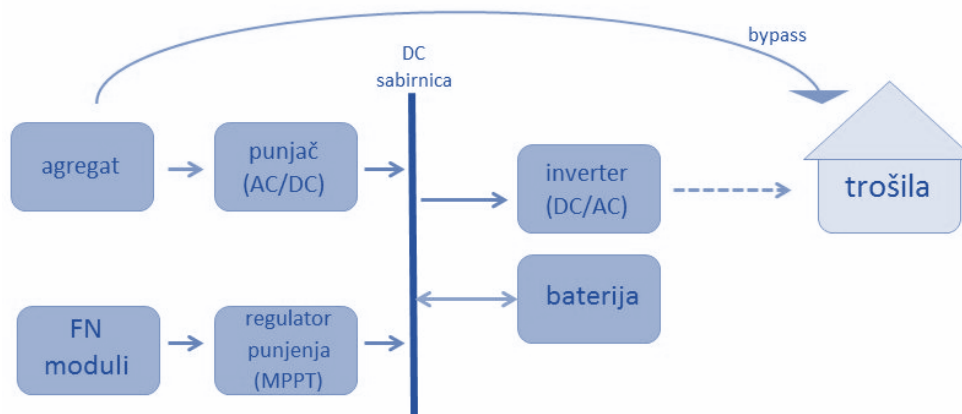 bypass
DC
sabirnica
agregat
punjač
(AC/DC)
inverter
(DC/AC)
trošila
FN
moduli
regulator
punjenja
(MPPT)
baterija